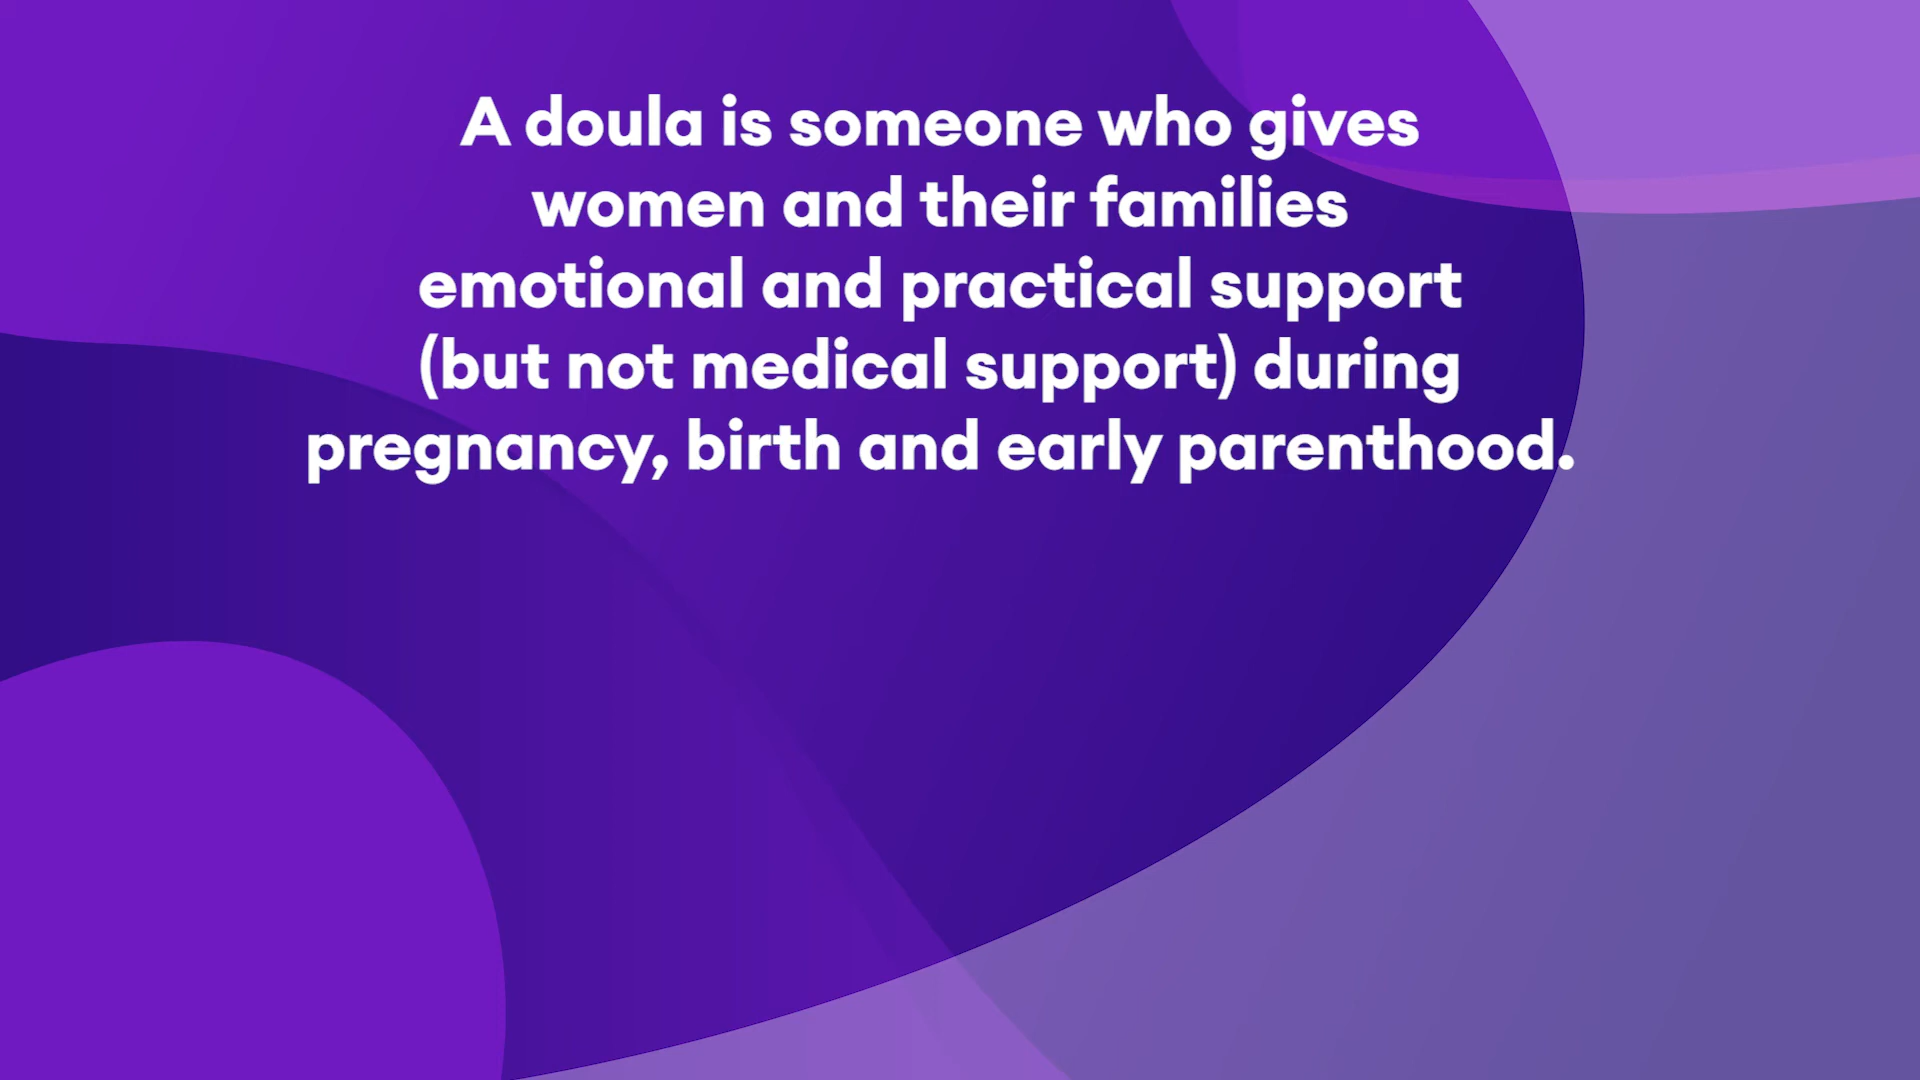 A doula is someone who gives
women and their families
emotional and practical support
(but not medical support) during
pregnancy, birth and early parenthood.